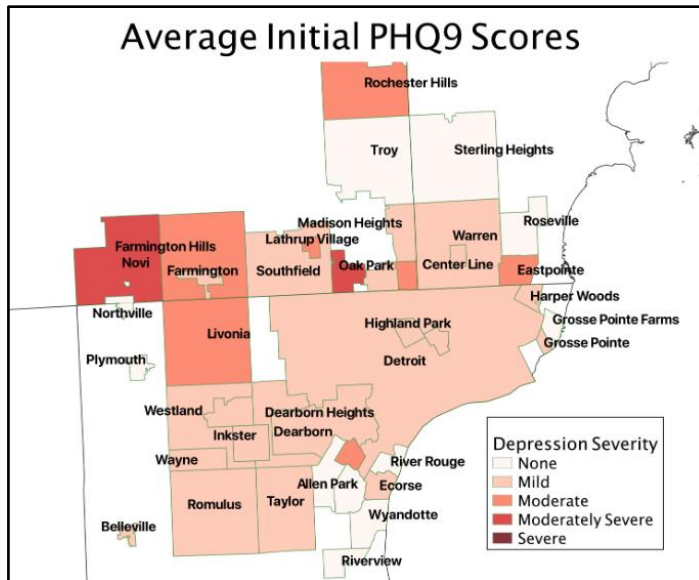 Average Initial PHQ9 Scores
Rochester Hills
Troy
Sterling Heights
Madison Heights
Roseville
Lathrup Village
Warren
Farmington Hills
Novi
Farmington
Southfield
Oak Park
Center Line
Eastpointe
Harper Woods
Northville
Highland Park
Grosse Pointe Farms
Livonia
Grosse Pointe
Plymouth
Detroit
Westland
Dearborn Heights
Inkster
Dearborn
Wayne
River Rouge
Allen Park
Ecorse
Romulus
Taylor
Wyandotte
Belleville
Riverview
Depression Severity
None
Mild
Moderate
Moderately Severe
Severe